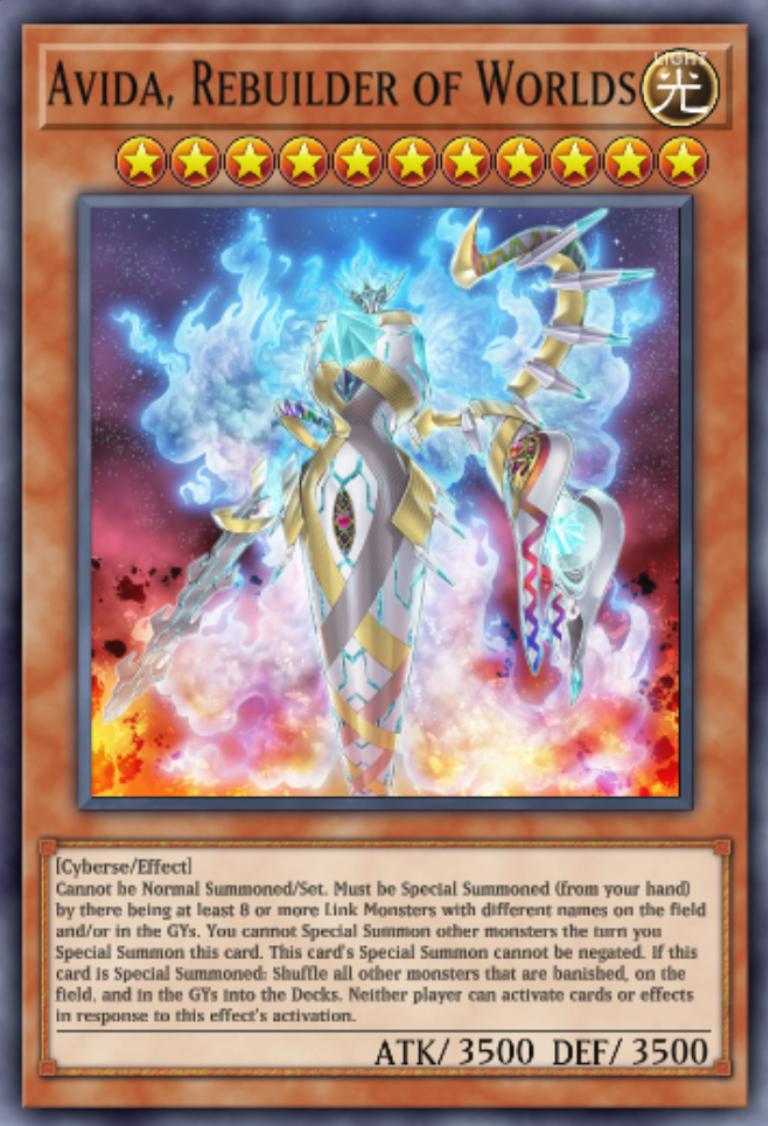 AVIDA, REBUILDER OF WORLDS
LIGHT
光
[Cyberse/Effect]
Cannot be Normal Summoned/Set. Must be Special Summoned (from your hand)
by there being at least 8 or more Link Monsters with different names on the field
and/or in the GYs. You cannot Special Summon other monsters the turn you
Special Summon this card. This card's Special Summon cannot be negated. If this
card is Special Summoned: Shuffle all other monsters that are banished, on the
field, and in the GYs into the Decks. Neither player can activate cards or effects
in response to this effect's activation.
ATK/ 3500 DEF/ 3500